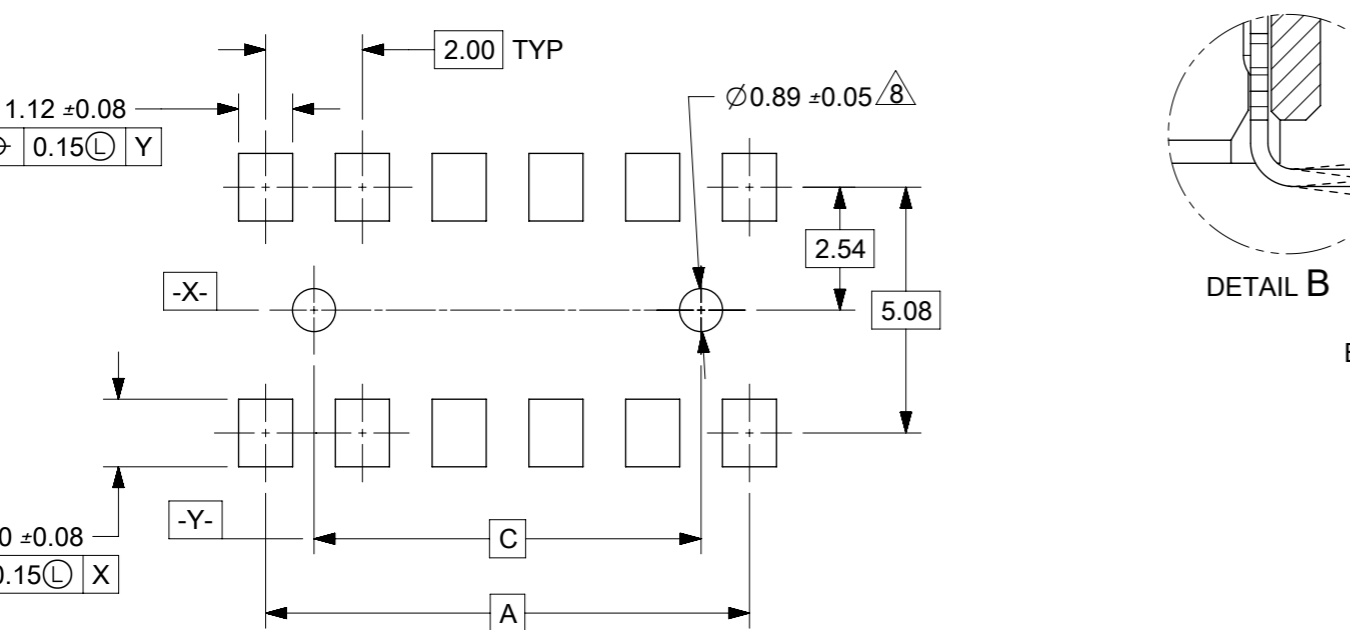 2.00 TYP
1.12 ±0.08
⌀0.89 ±0.05 8
0.15Ⓛ Y
2.54
-X-
5.08
DETAIL B
-Y-
0 ±0.08
C
0.15Ⓛ X
A